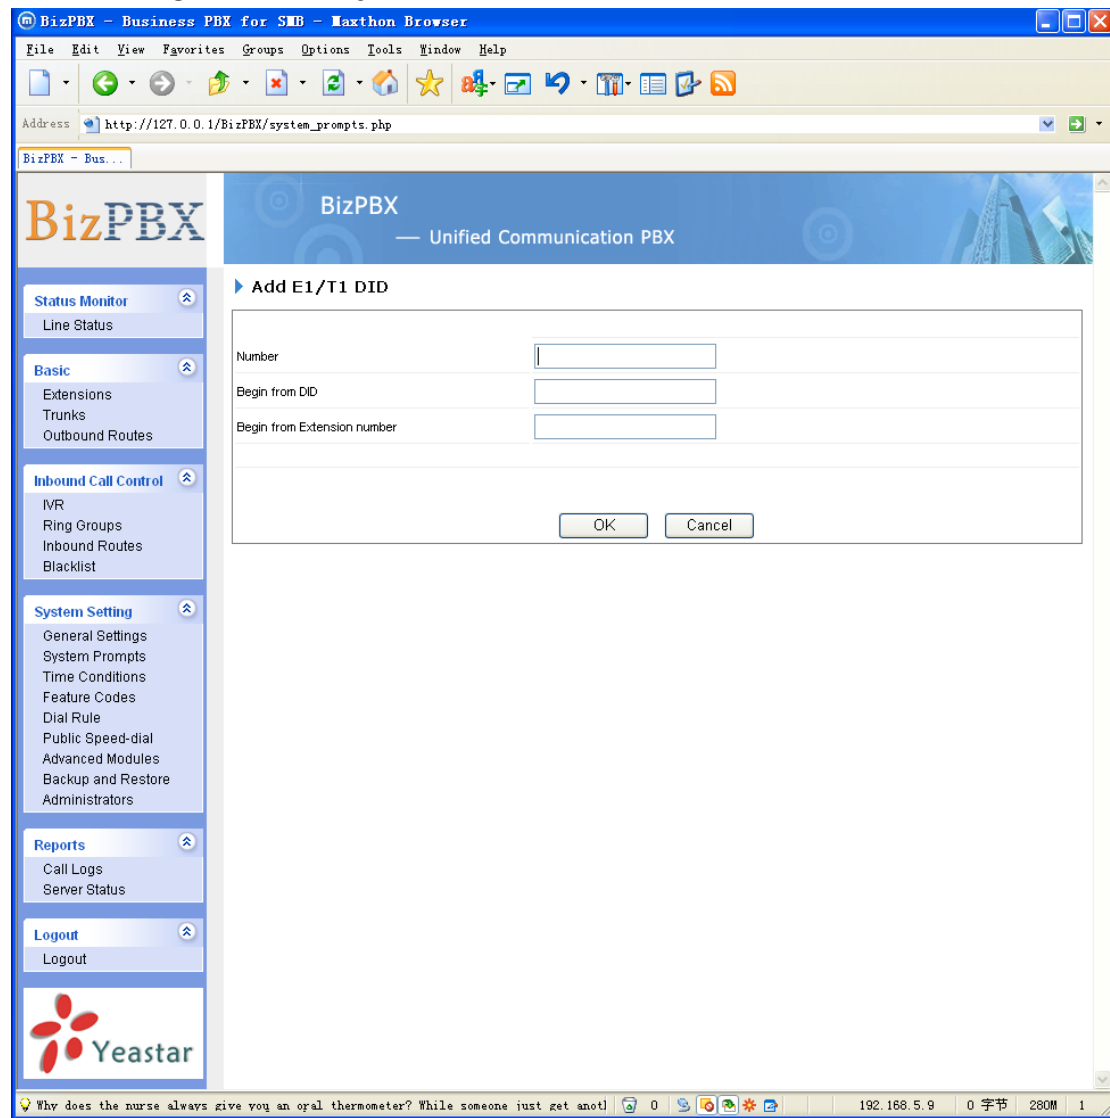 BizPBX - Business PBX for SMB - Maxthon Browser
File Edit View Favorites Groups Options Tools Window Help
Address http://127.0.0.1/BizPBX/system_prompts.php
BizPBX - Bus...
BizPBX
BizPBX
— Unified Communication PBX
Add E1/T1 DID
Number
Begin from DID
Begin from Extension number
OK Cancel
Status Monitor
Line Status
Basic
Extensions
Trunks
Outbound Routes
Inbound Call Control
IVR
Ring Groups
Inbound Routes
Blacklist
System Setting
General Settings
System Prompts
Time Conditions
Feature Codes
Dial Rule
Public Speed-dial
Advanced Modules
Backup and Restore
Administrators
Reports
Call Logs
Server Status
Logout
Logout
Yeastar
Why does the nurse always give you an oral thermometer? While someone just get anotl 0 192.168.5.9 0 字节 280M 1